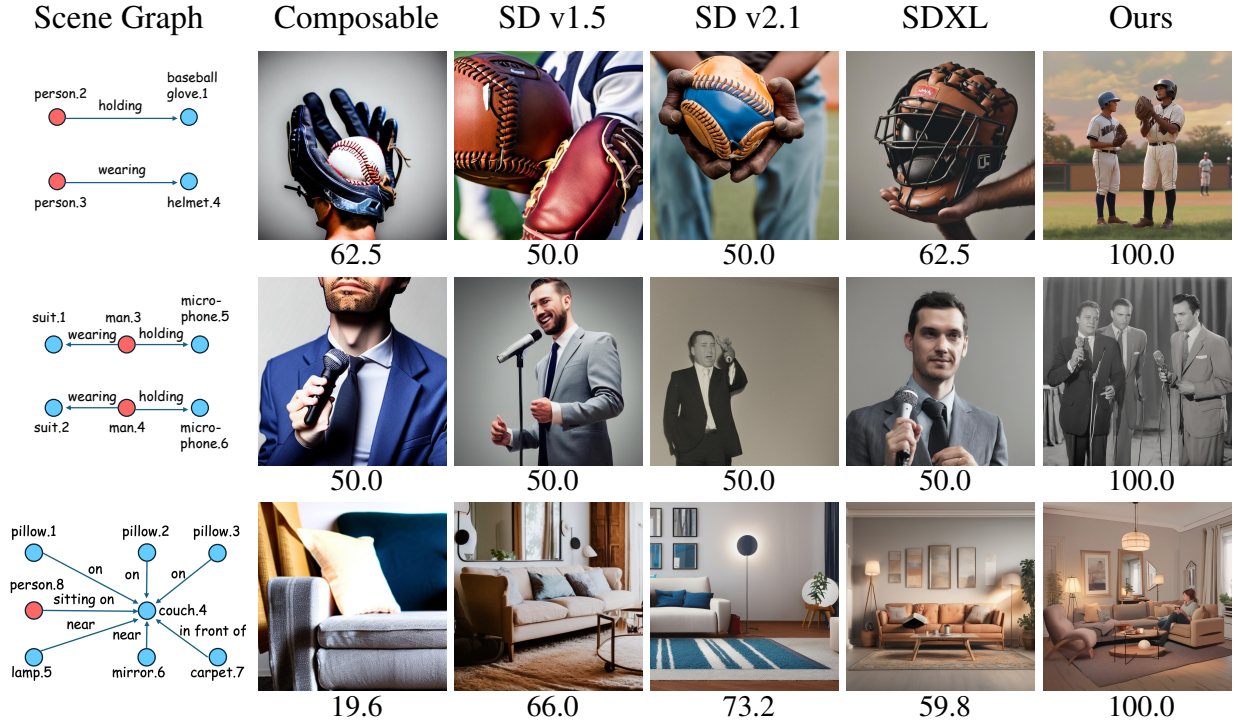 Scene Graph Composable SD v1.5 SD v2.1 SDXL Ours
baseball
person.2 holding glove.1
wearing
person.3 helmet.4
62.5 50.0 50.0 62.5 100.0
micro-
suit.1 man.3 phone.5
wearing holding
wearing holding
suit.2 man.4 micro-
phone.6
50.0 50.0 50.0 50.0 100.0
pillow.1 pillow.2 pillow.3
on on on
person.8
sitting on couch.4
near near in front of
lamp.5 mirror.6 carpet.7
19.6 66.0 73.2 59.8 100.0